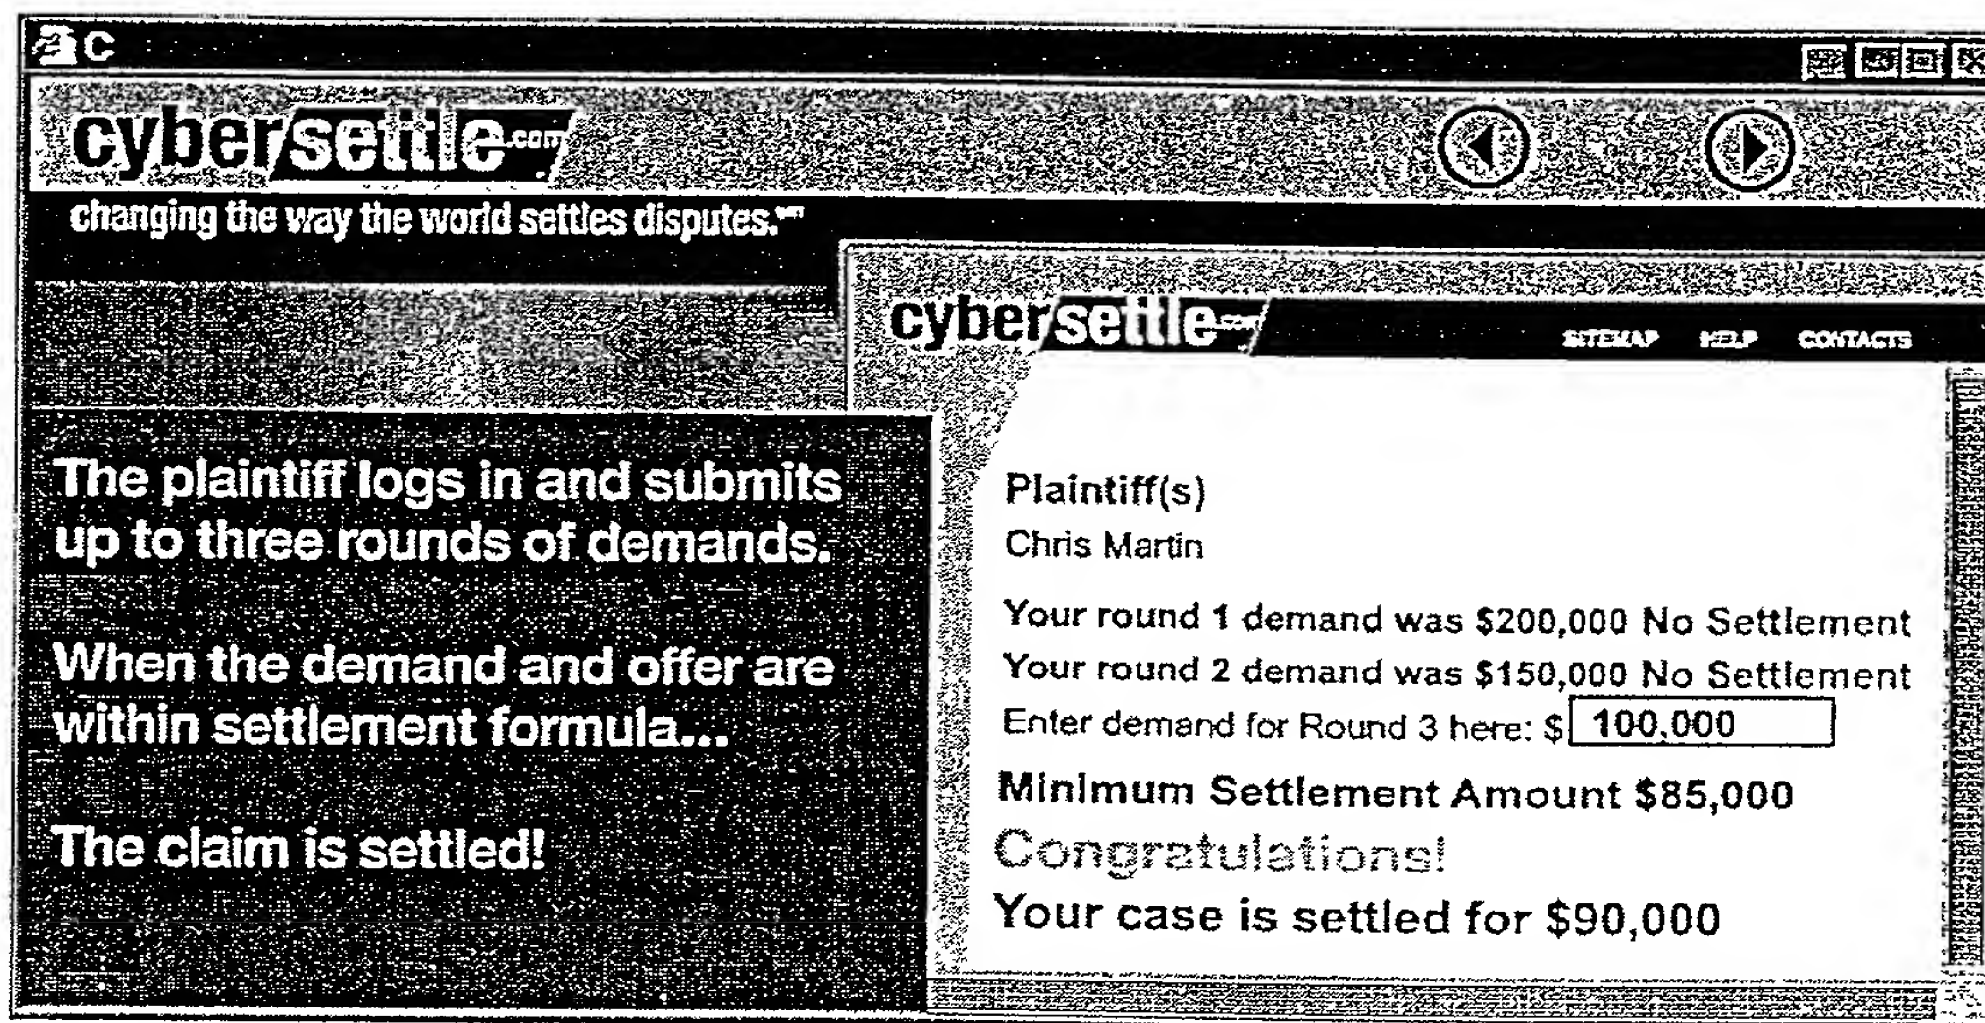 C
cybersettle.com
changing the way the world settles disputes.
cybersettle.com
SITEMAP HELP CONTACTS
The plaintiff logs in and submits
up to three rounds of demands.
When the demand and offer are
within settlement formula...
The claim is settled!
Plaintiff(s)
Chris Martin
Your round 1 demand was $200,000 No Settlement
Your round 2 demand was $150,000 No Settlement
Enter demand for Round 3 here: $ 100,000
Minimum Settlement Amount $85,000
Congratulations!
Your case is settled for $90,000